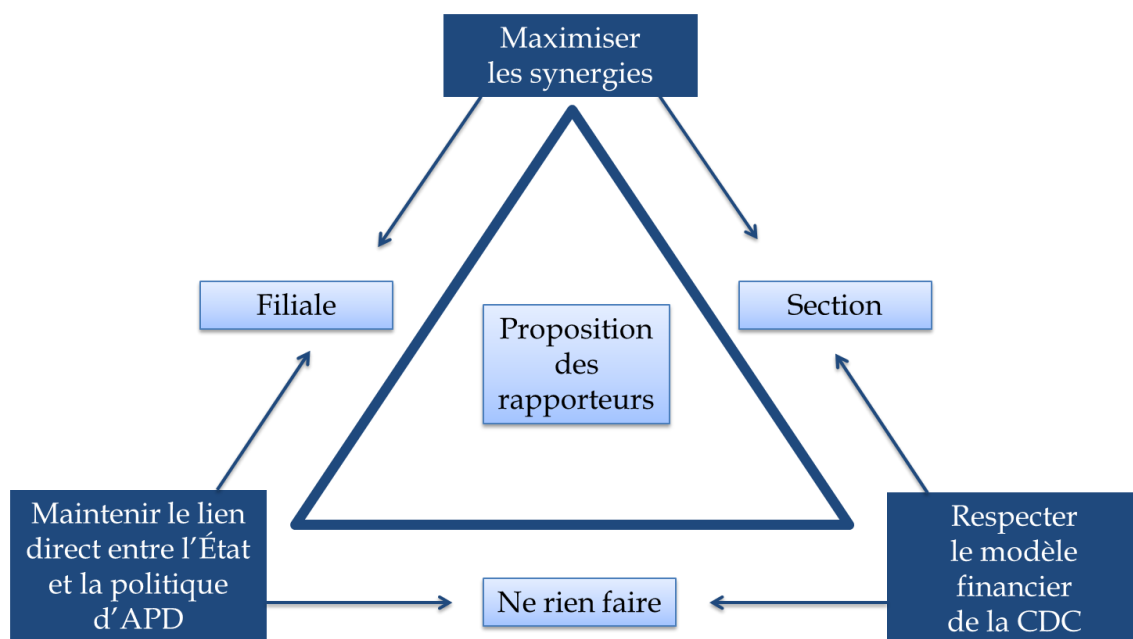 Maximiser
les synergies
Filiale
Section
Proposition
des
rapporteurs
Maintenir le lien
direct entre l’État
et la politique
d’APD
Ne rien faire
Respecter
le modèle
financier
de la CDC